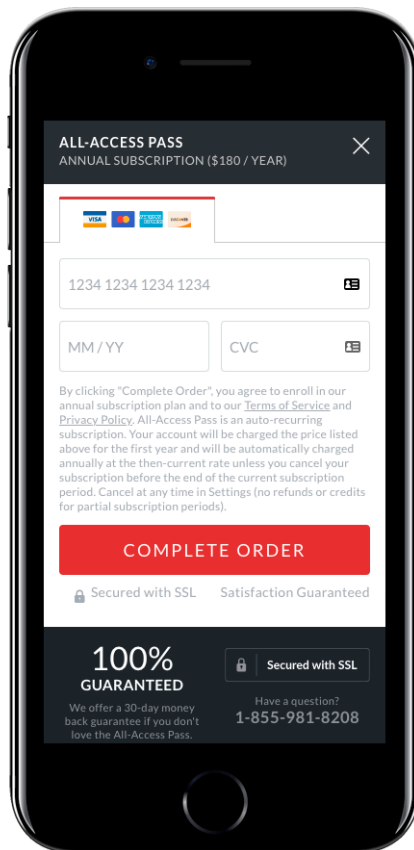 ALL-ACCESS PASS
ANNUAL SUBSCRIPTION ($180 / YEAR)
VISA
1234 1234 1234 1234
MM / YY
CVC
By clicking "Complete Order", you agree to enroll in our
annual subscription plan and to our Terms of Service and
Privacy Policy. All-Access Pass is an auto-recurring
subscription. Your account will be charged the price listed
above for the first year and will be automatically charged
annually at the then-current rate unless you cancel your
subscription before the end of the current subscription
period. Cancel at any time in Settings (no refunds or credits
for partial subscription periods).
COMPLETE ORDER
Secured with SSL
Satisfaction Guaranteed
100%
GUARANTEED
We offer a 30-day money
back guarantee if you don't
love the All-Access Pass.
Secured with SSL
Have a question?
1-855-981-8208